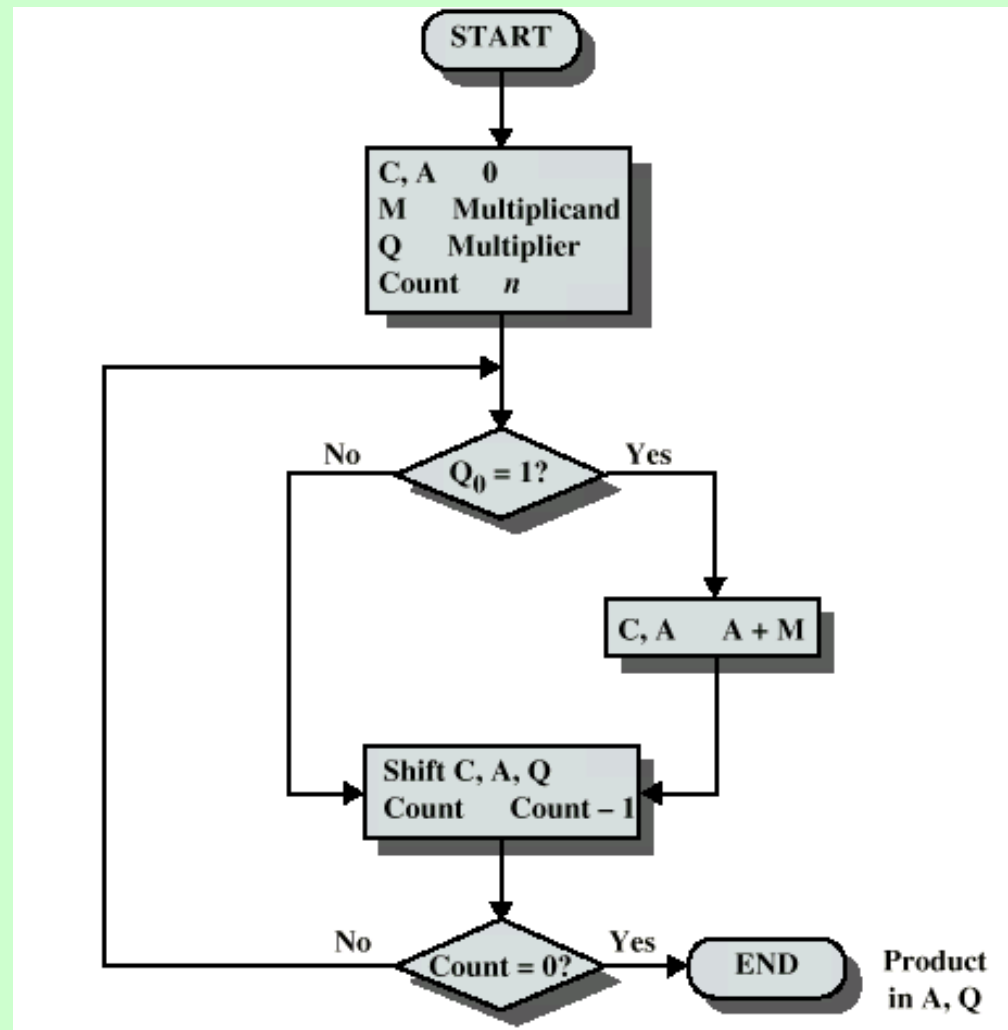 START
C, A 0
M Multiplicand
Q Multiplier
Count n
No
Q0 = 1?
Yes
C, A A + M
Shift C, A, Q
Count Count – 1
No
Count = 0?
Yes
END
Product
in A, Q